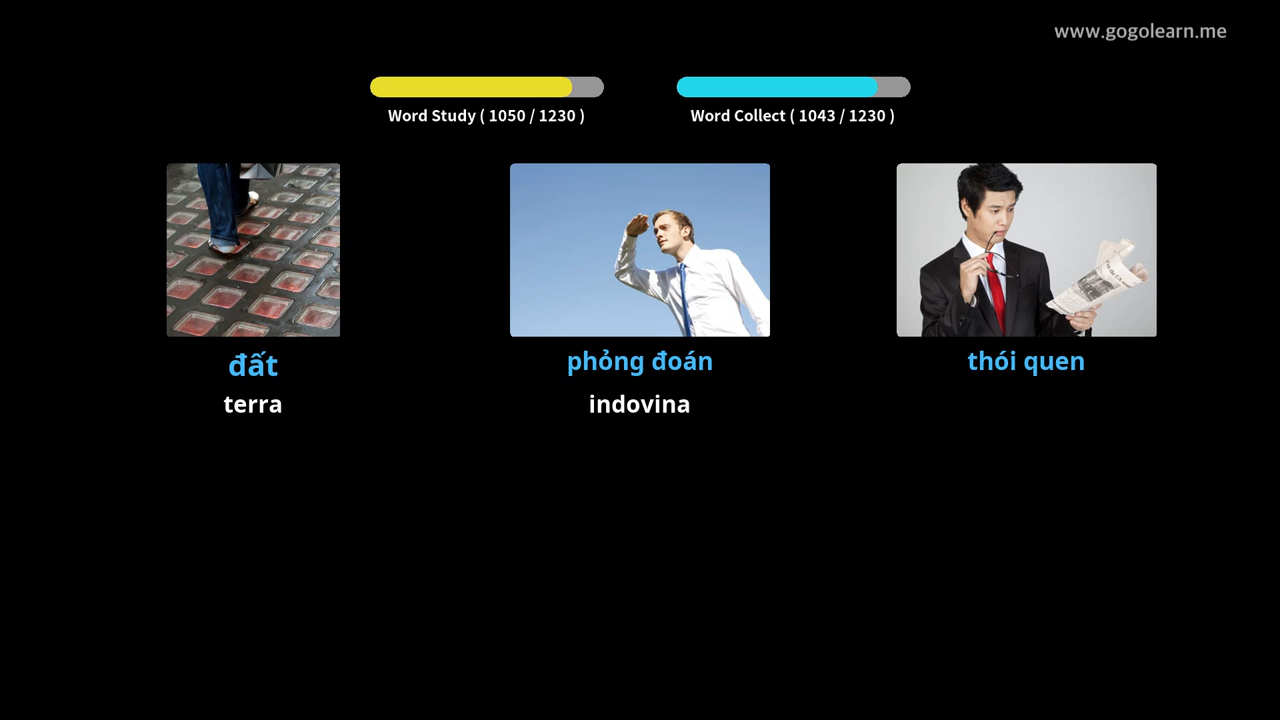 www.gogolearn.me
Word Study ( 1050 / 1230 )
Word Collect ( 1043 / 1230 )
đất
phỏng đoán
thói quen
terra
indovina